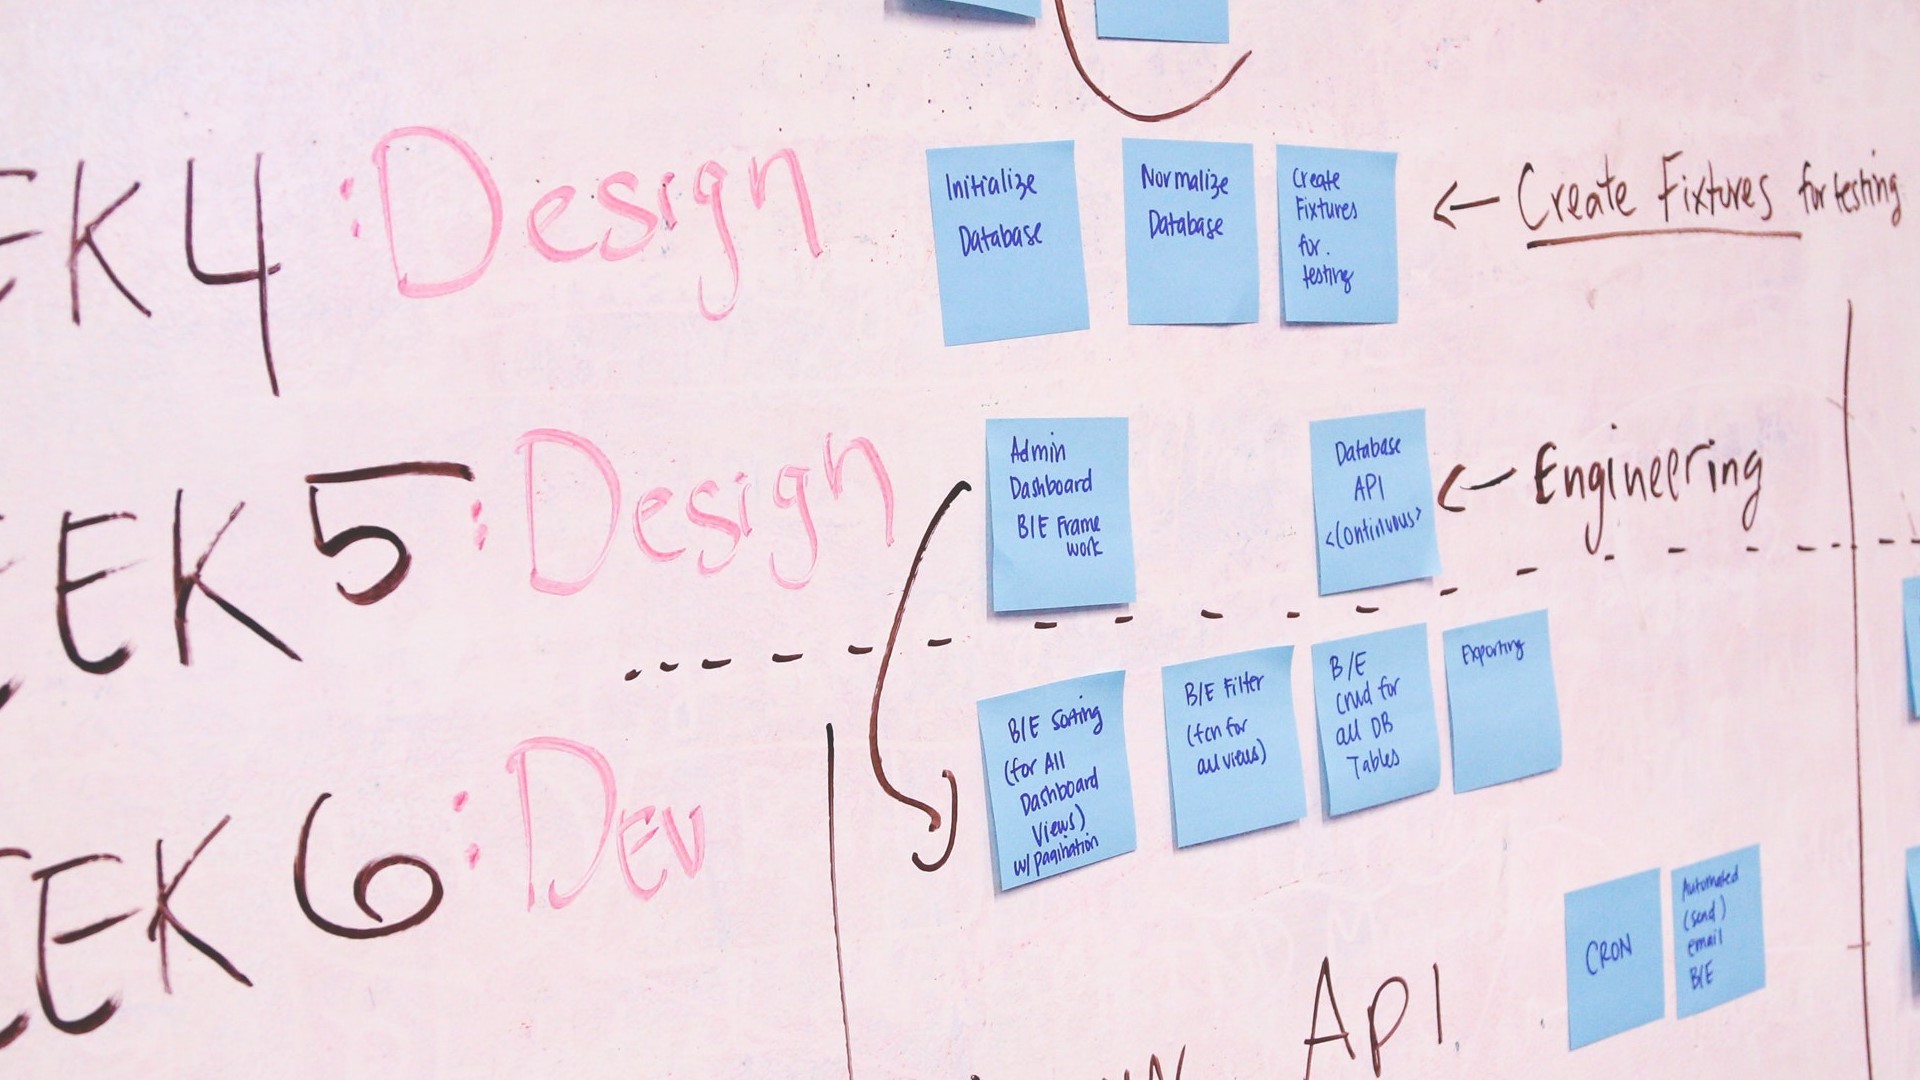 EK 4 : Design
Initialize
Database
Normalize
Database
Create
Fixtures
for.
testing
← Create Fixtures for testing
EEK 5 : Design
Admin
Dashboard
B/E Frame
work
Database
API
<Continuous>
← Engineering
EEK 6 : DEV
B/E Sorting
(for All
Dashboard
Views)
w/ pagination
B/E Filter
(fcn for
all views)
B/E
crud for
all DB
Tables
Exporting
CRON
Automated
(send)
email
B/E
API